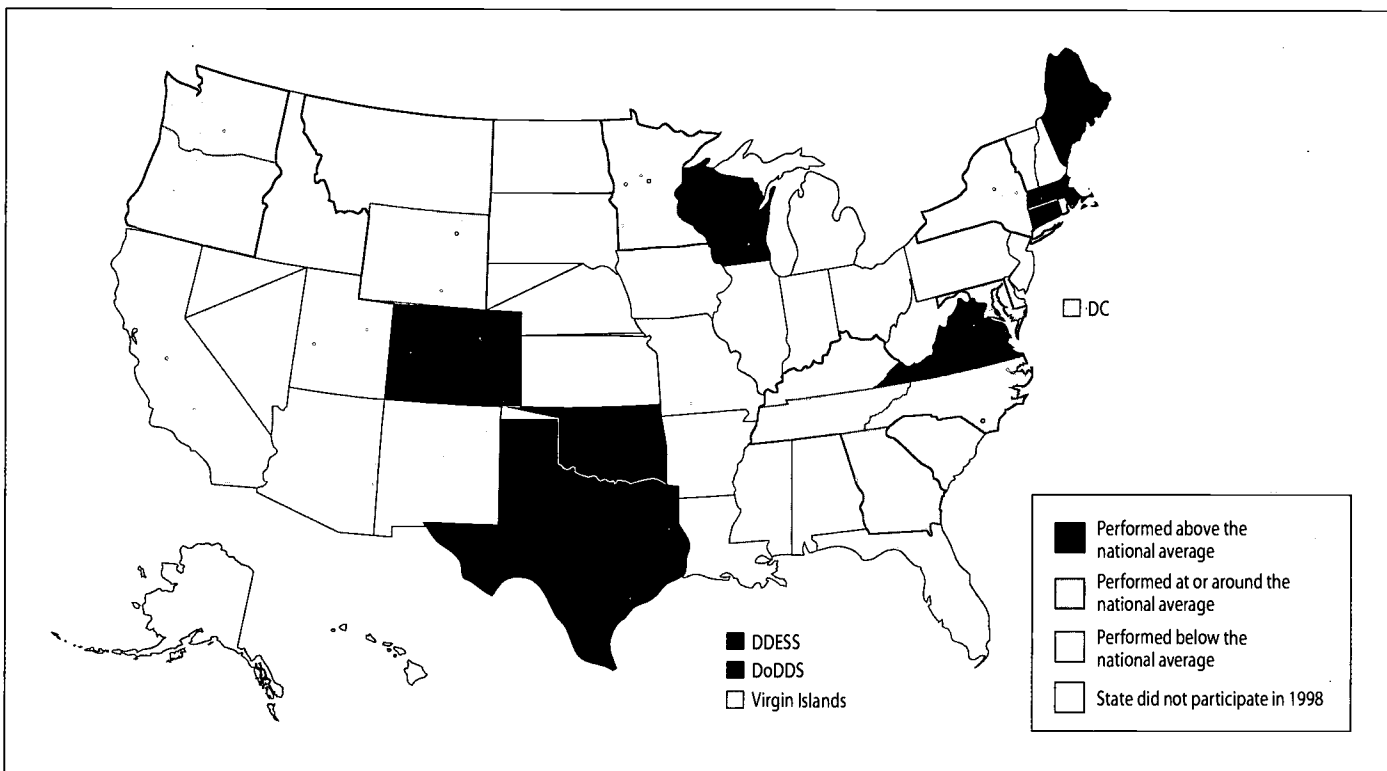 DC
DDESS
DoDDS
Virgin Islands
Performed above the
national average
Performed at or around the
national average
Performed below the
national average
State did not participate in 1998